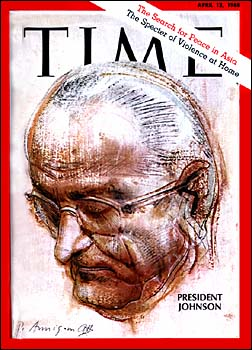 APRIL 12, 1968
The Search for Peace in Asia
The Specter of Violence at Home
TIME
PRESIDENT
JOHNSON